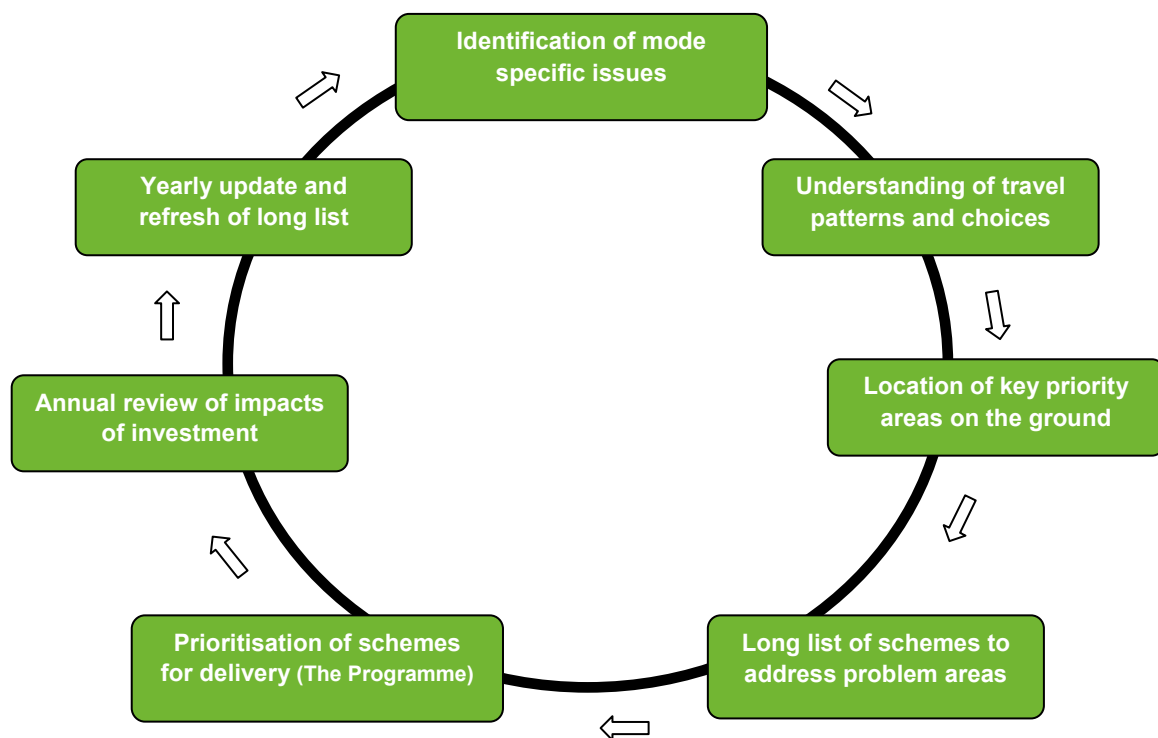 Identification of mode
specific issues
Understanding of travel
patterns and choices
Location of key priority
areas on the ground
Long list of schemes to
address problem areas
Prioritisation of schemes
for delivery (The Programme)
Annual review of impacts
of investment
Yearly update and
refresh of long list